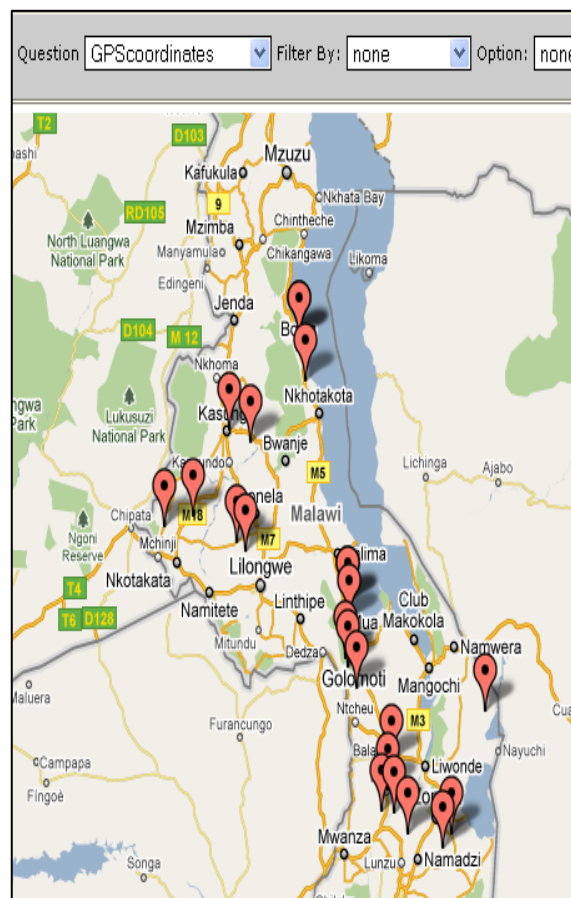 Question GPScoordinates Filter By: none Option: none
T2
D103
Mzuzu
Kafukula
Nkhata Bay
9
RD105
Chintheche
North Luangwa
National Park
Mzimba
Manyamula
Chikangawa
Likoma
Edingeni
Jenda
D104
M 12
Nkhoma
Lukusuzi
National Park
Nkhotakota
Bwanje
Lichinga
Ajabo
M5
Malawi
Chipata
M18
Ngoni
Reserve
Mchinji
M7
Nkotakata
Lilongwe
T4
Namitete
Linthipe
Club
Makokola
T6
D128
Mitundu
Dedza
Namwera
Golomoti
Mangochi
Maluera
Furancungo
Ntcheu
M3
Nayuchi
Campapa
Liwonde
Fíngoè
Mwanza
Lunzu
Namadzi
Songa